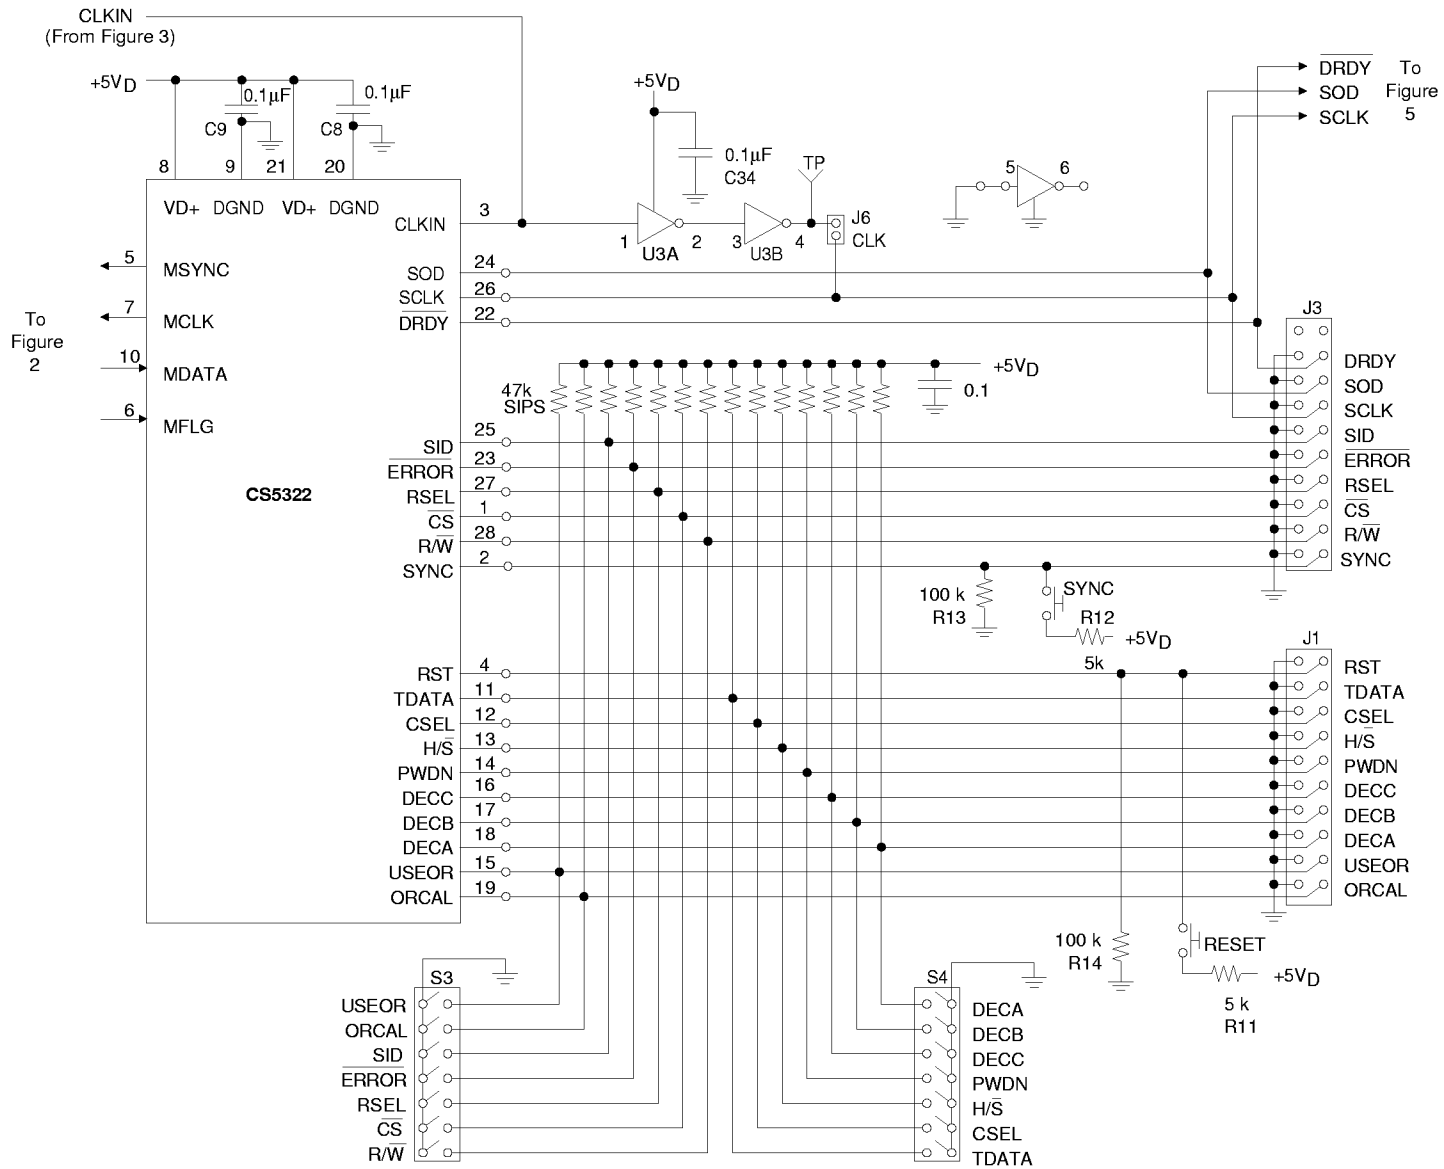 CLKIN
(From Figure 3)
+5VD
0.1µF
0.1µF
C9
C8
8
9
21
20
VD+
DGND
VD+
DGND
CLKIN
3
+5VD
0.1µF
C34
TP
1
U3A
2
3
U3B
4
J6
CLK
5
6
DRDY
SOD
SCLK
To
Figure
5
5
MSYNC
7
MCLK
10
MDATA
6
MFLG
To
Figure
2
SOD
24
SCLK
26
DRDY
22
CS5322
47k
SIPS
+5VD
0.1
SID
25
ERROR
23
RSEL
27
CS
1
R/W
28
SYNC
2
J3
DRDY
SOD
SCLK
SID
ERROR
RSEL
CS
R/W
SYNC
100 k
R13
SYNC
R12
+5VD
5k
RST
4
TDATA
11
CSEL
12
H/S
13
PWDN
14
DECC
16
DECB
17
DECA
18
USEOR
15
ORCAL
19
J1
RST
TDATA
CSEL
H/S
PWDN
DECC
DECB
DECA
USEOR
ORCAL
100 k
R14
RESET
+5VD
5 k
R11
S3
USEOR
ORCAL
SID
ERROR
RSEL
CS
R/W
S4
DECA
DECB
DECC
PWDN
H/S
CSEL
TDATA